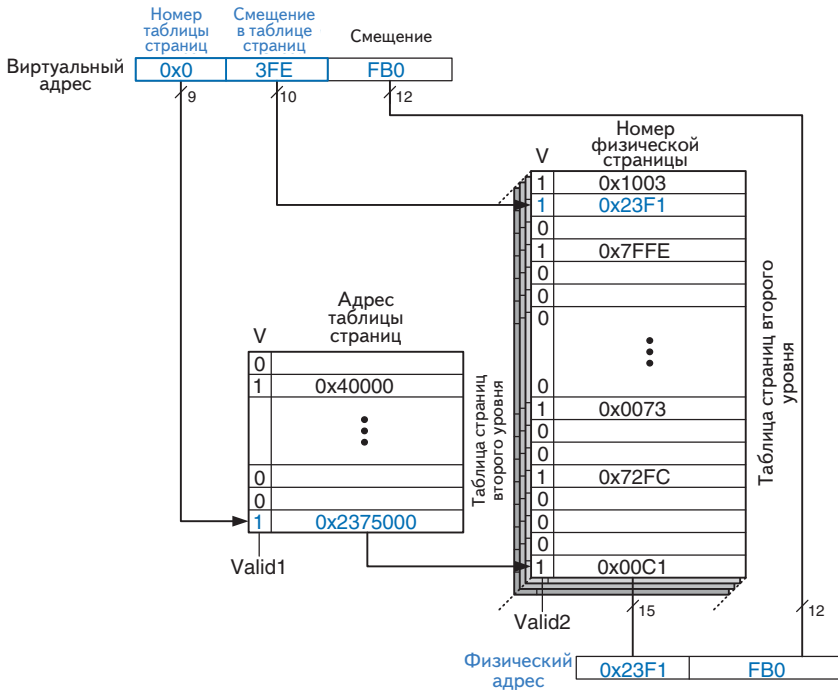 Номер
таблицы
страниц
Смещение
в таблице
страниц
Смещение
Виртуальный
адрес
0x0
3FE
FB0
9
10
12
V
Номер
физической
страницы
1 0x1003
1 0x23F1
0
1 0x7FFE
0
0
0
0
1 0x0073
0
0
1 0x72FC
0
0
0
1 0x00C1
Таблица страниц второго
уровня
V
Адрес
таблицы
страниц
0
1 0x40000
0
0
1 0x2375000
Таблица страниц
второго уровня
Valid1
Valid2
15
12
Физический
адрес
0x23F1
FB0